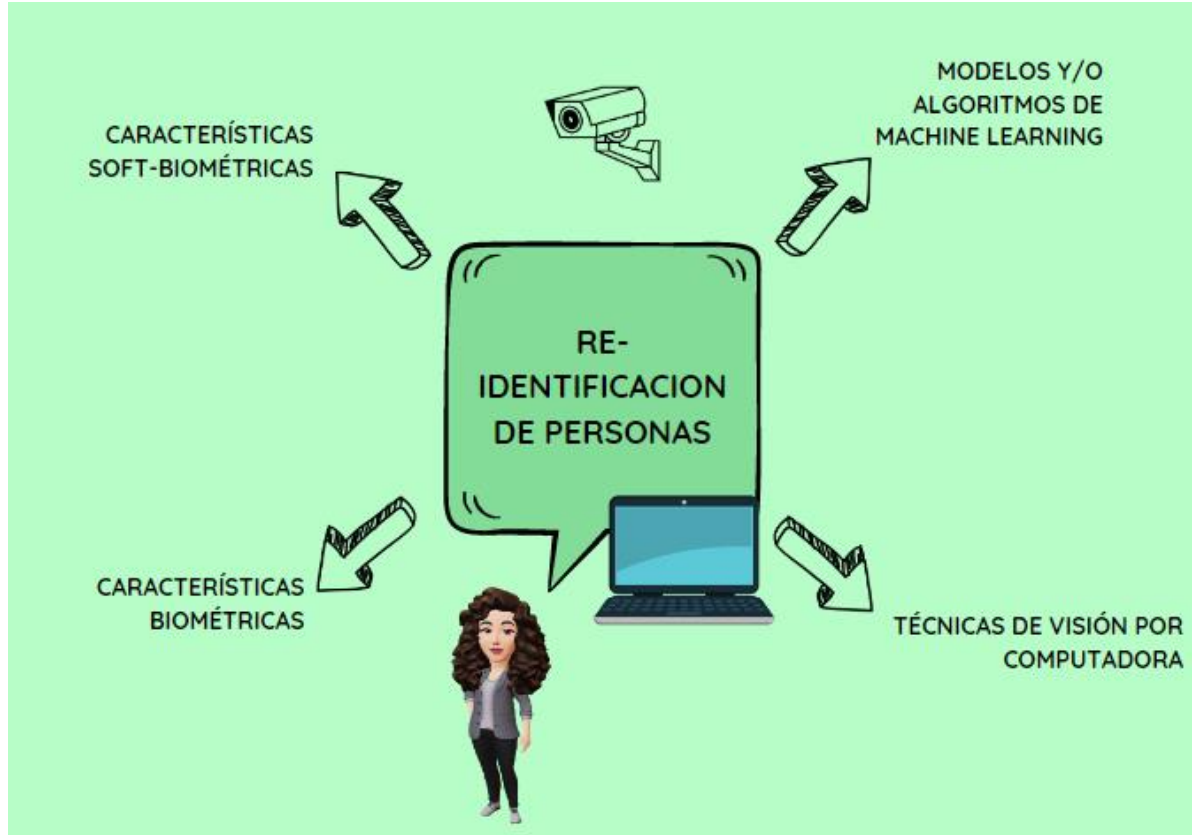 CARACTERÍSTICAS
SOFT-BIOMÉTRICAS
MODELOS Y/O
ALGORITMOS DE
MACHINE LEARNING
RE-
IDENTIFICACION
DE PERSONAS
CARACTERÍSTICAS
BIOMÉTRICAS
TÉCNICAS DE VISIÓN POR
COMPUTADORA